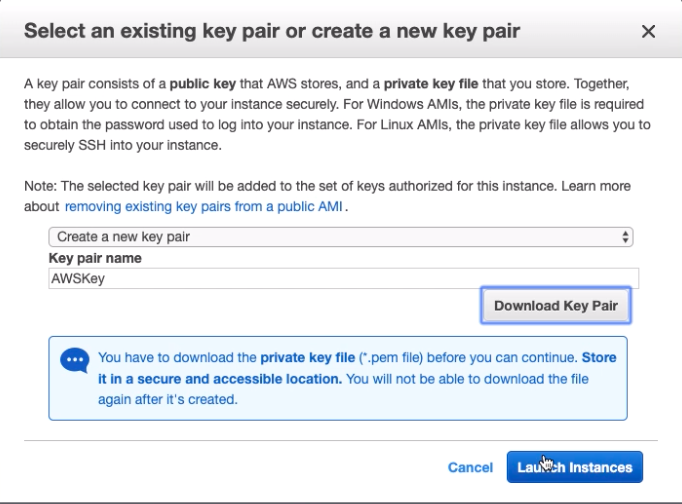 Select an existing key pair or create a new key pair
A key pair consists of a public key that AWS stores, and a private key file that you store. Together,
they allow you to connect to your instance securely. For Windows AMIs, the private key file is required
to obtain the password used to log into your instance. For Linux AMIs, the private key file allows you to
securely SSH into your instance.
Note: The selected key pair will be added to the set of keys authorized for this instance. Learn more
about removing existing key pairs from a public AMI .
Create a new key pair
Key pair name
AWSKey
Download Key Pair
You have to download the private key file (*.pem file) before you can continue. Store
it in a secure and accessible location. You will not be able to download the file
again after it's created.
Cancel Launch Instances